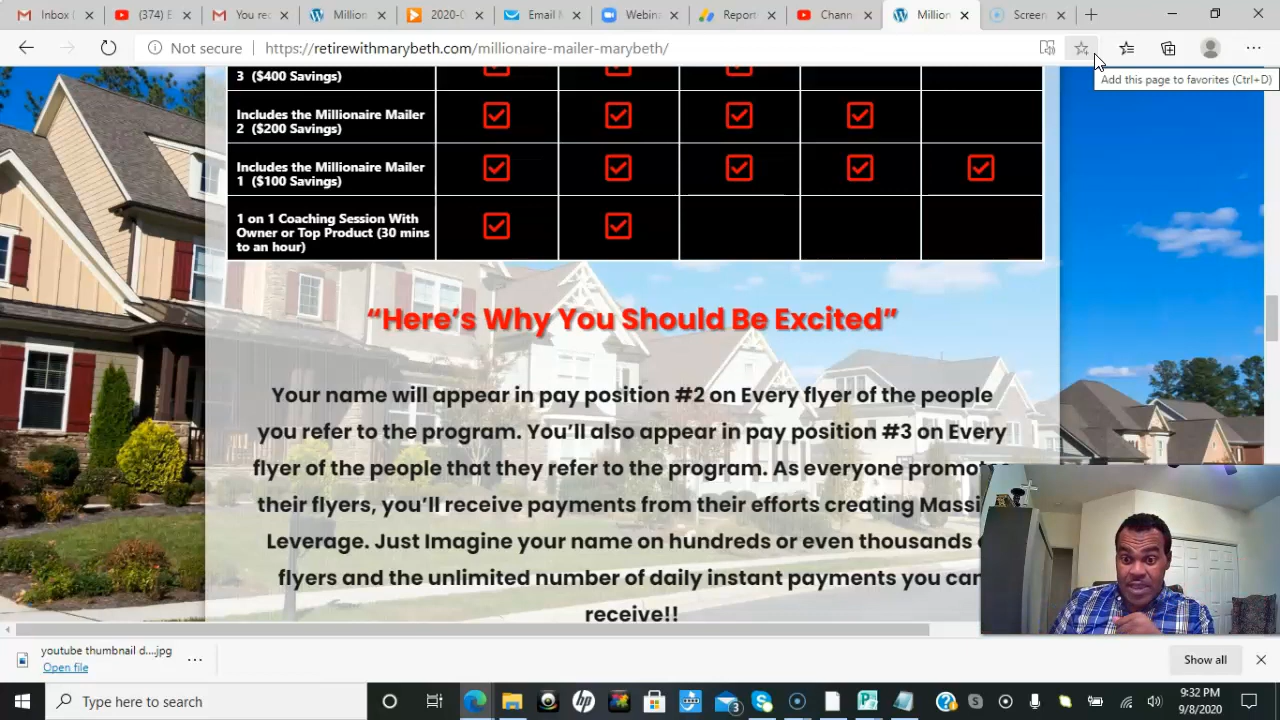 Inbox (
(374) E
You rec
Million
2020-0
Email M
Webina
Report
Chann
Million
Screen
Not secure
https://retirewithmarybeth.com/millionaire-mailer-marybeth/
Add this page to favorites (Ctrl+D)
3 ($400 Savings)
Includes the Millionaire Mailer
2 ($200 Savings)
Includes the Millionaire Mailer
1 ($100 Savings)
1 on 1 Coaching Session With
Owner or Top Product (30 mins
to an hour)
“Here’s Why You Should Be Excited”
Your name will appear in pay position #2 on Every flyer of the people
you refer to the program. You’ll also appear in pay position #3 on Every
flyer of the people that they refer to the program. As everyone promotes
their flyers, you’ll receive payments from their efforts creating Massi
Leverage. Just Imagine your name on hundreds or even thousands
flyers and the unlimited number of daily instant payments you can
receive!!
youtube thumbnail d....jpg
Open file
Show all
Type here to search
3
9:32 PM
9/8/2020